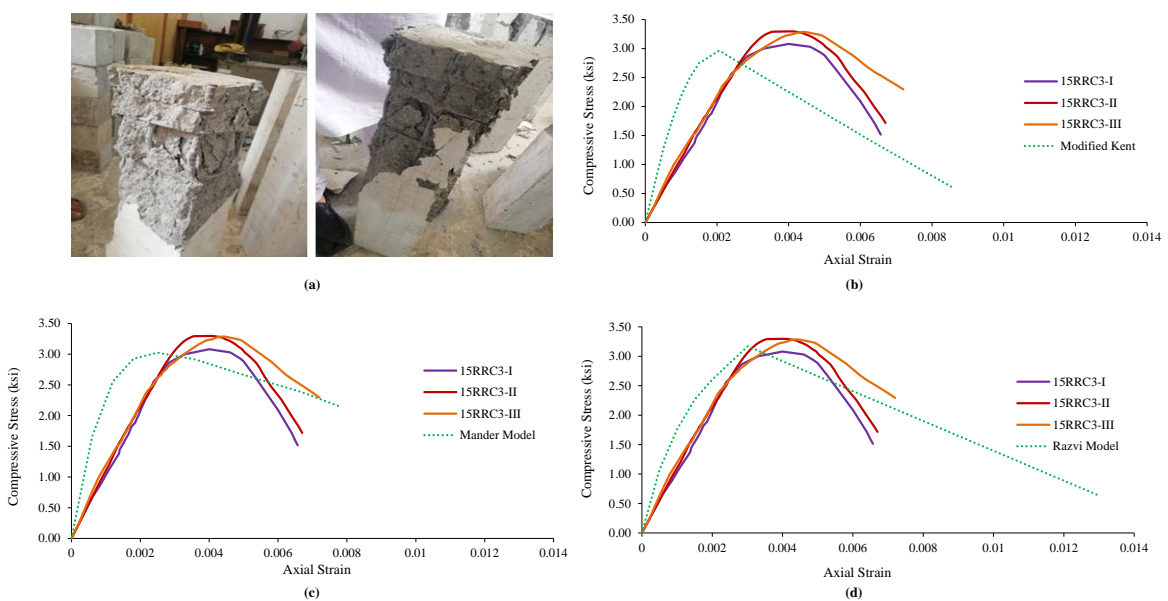 3.50
3.00
2.50
2.00
1.50
1.00
0.50
0.00
Compressive Stress (ksi)
0 0.002 0.004 0.006 0.008 0.01 0.012 0.014
Axial Strain
15RRC3-I
15RRC3-II
15RRC3-III
Modified Kent
(a)
(b)
3.50
3.00
2.50
2.00
1.50
1.00
0.50
0.00
Compressive Stress (ksi)
0 0.002 0.004 0.006 0.008 0.01 0.012 0.014
Axial Strain
15RRC3-I
15RRC3-II
15RRC3-III
Mander Model
(c)
3.50
3.00
2.50
2.00
1.50
1.00
0.50
0.00
Compressive Stress (ksi)
0 0.002 0.004 0.006 0.008 0.01 0.012 0.014
Axial Strain
15RRC3-I
15RRC3-II
15RRC3-III
Razvi Model
(d)